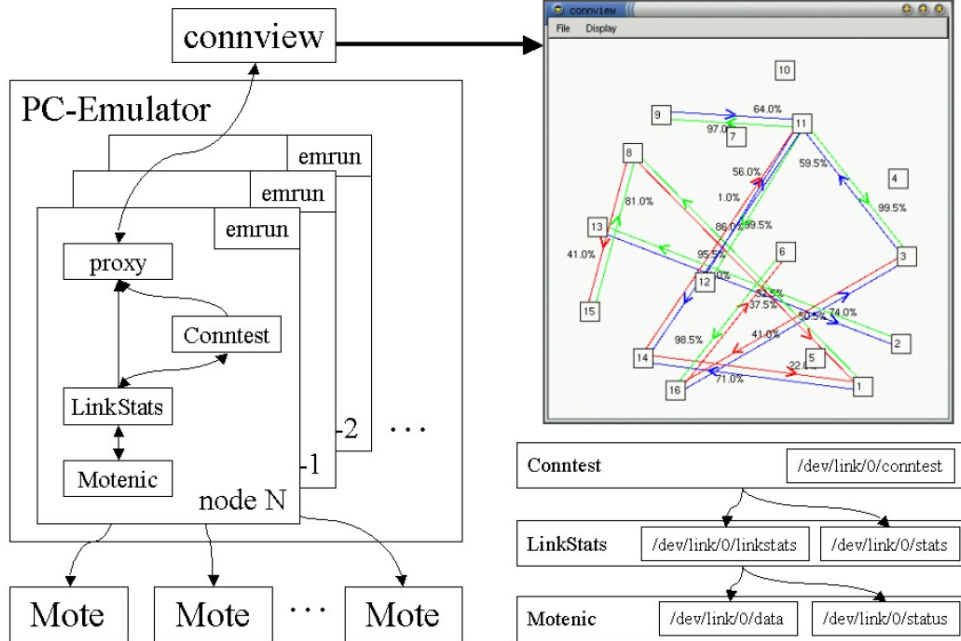 connview
PC-Emulator
emrun
emrun
emrun
proxy
Conntest
LinkStats
Motenic
-2
...
-1
node N
Mote
Mote
...
Mote
connview
File Display
10
9
64.0%
11
97.0%
7
8
59.5%
56.0%
4
1.0%
81.0%
99.5%
13
86.0%
99.5%
6
41.0%
95.5%
3
12
32.5%
37.5%
15
50.5%
74.0%
98.5%
41.0%
2
14
5
71.0%
16
1
Conntest
/dev/link/0/conntest
LinkStats
/dev/link/0/linkstats
/dev/link/0/stats
Motenic
/dev/link/0/data
/dev/link/0/status